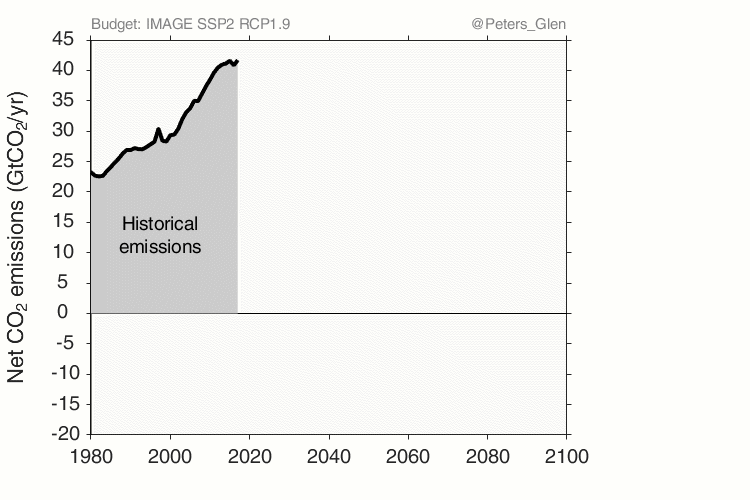 Budget: IMAGE SSP2 RCP1.9
@Peters_Glen
Net CO₂ emissions (GtCO₂/yr)
45
40
35
30
25
20
15
10
5
0
-5
-10
-15
-20
Historical
emissions
1980 2000 2020 2040 2060 2080 2100